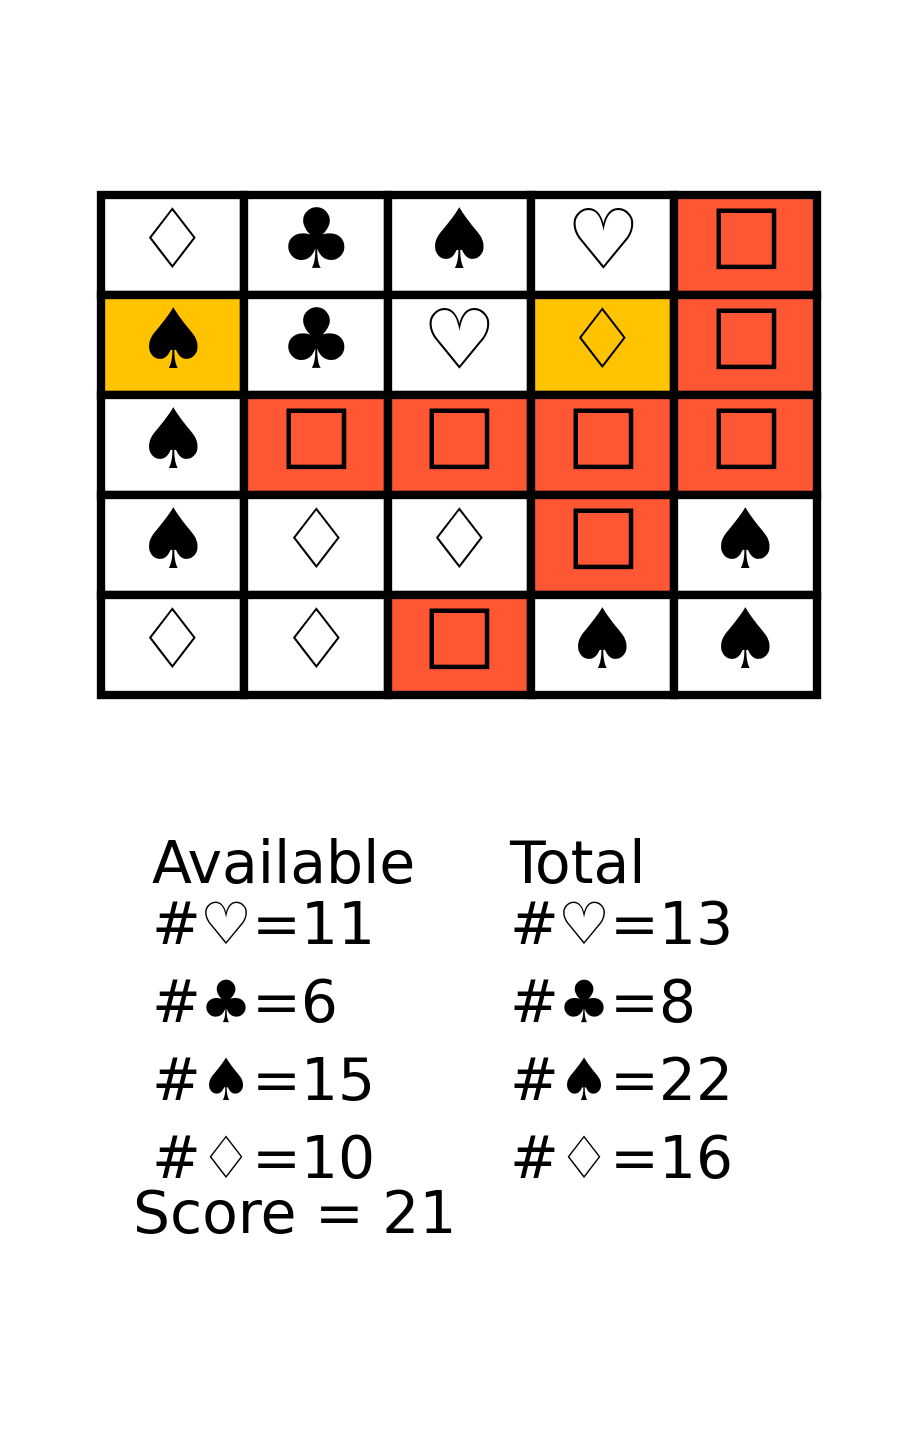 ♢ ♣ ♠ ♡ □
♠ ♣ ♡ ♢ □
♠ □ □ □ □
♠ ♢ ♢ □ ♠
♢ ♢ □ ♠ ♠
Available Total
#♡=11 #♡=13
#♣=6 #♣=8
#♠=15 #♠=22
#♢=10 #♢=16
Score = 21